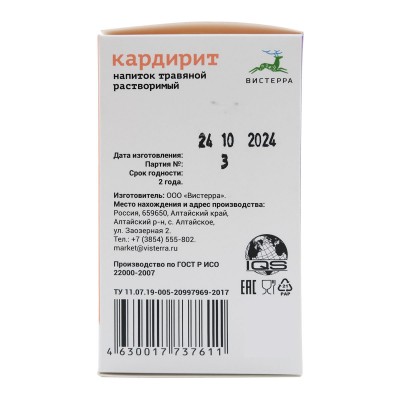 кардирит
напиток травяной
растворимый
ВИСТЕРРА
24 10 2024
Дата изготовления:
Партия №: 3
Срок годности:
2 года.
Изготовитель: ООО «Вистерра».
Место нахождения и адрес производства:
Россия, 659650, Алтайский край,
Алтайский р-н, с. Алтайское,
ул. Заозерная 2.
Тел.: +7 (3854) 555-802.
market@visterra.ru
Производство по ГОСТ Р ИСО
22000-2007
IQS
EAC
21
PAP
ТУ 11.07.19-005-20997969-2017
4 630017 737611